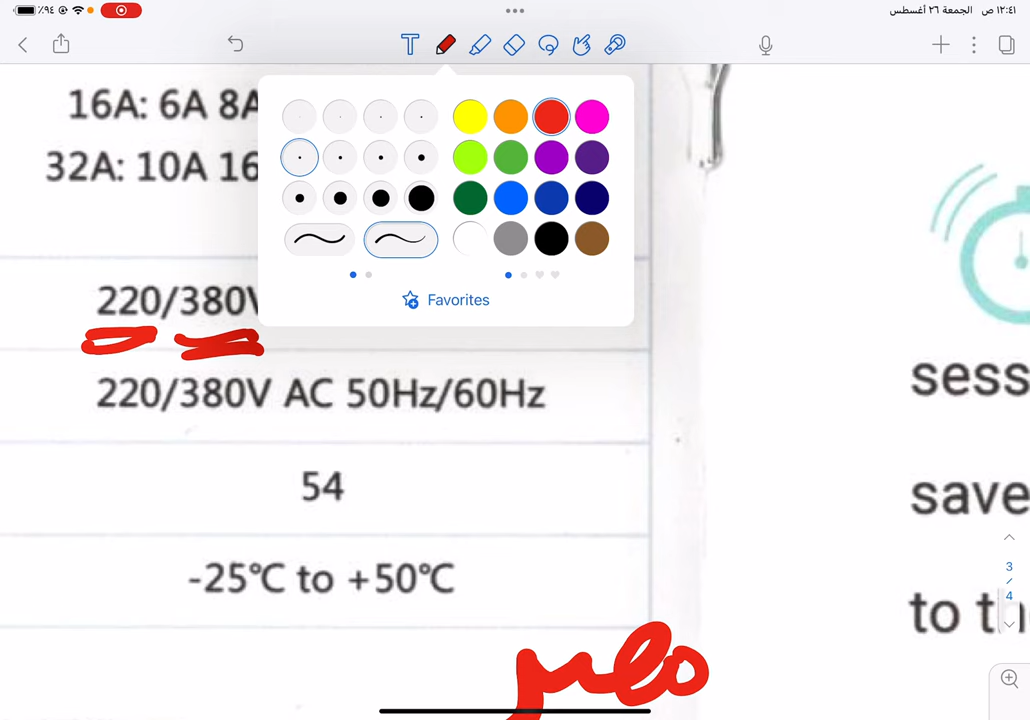 ٪٩٤
١٢:٤١ ص الجمعة ٢٦ أغسطس
T
Favorites
16A: 6A 8A
32A: 10A 16
220/380V
220/380V AC 50Hz/60Hz
54
-25℃ to +50℃
sess
save
to th
3
/
4